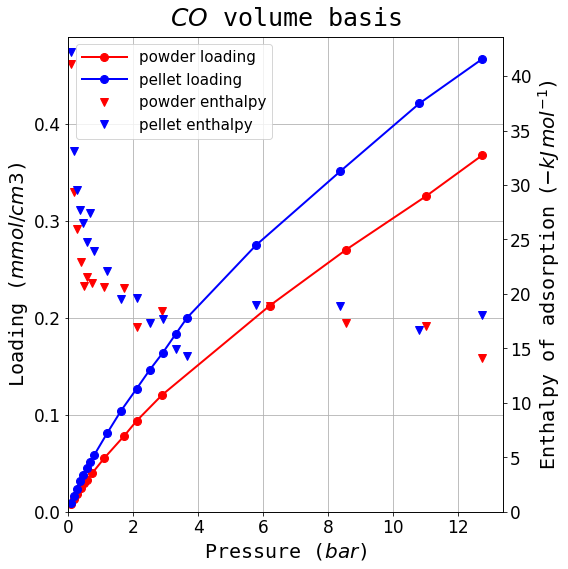 CO volume basis
powder loading
pellet loading
powder enthalpy
pellet enthalpy
Loading (mmol/cm3)
0.0
0.1
0.2
0.3
0.4
0 2 4 6 8 10 12
Pressure (bar)
0
5
10
15
20
25
30
35
40
Enthalpy of adsorption (−kJmol⁻¹)